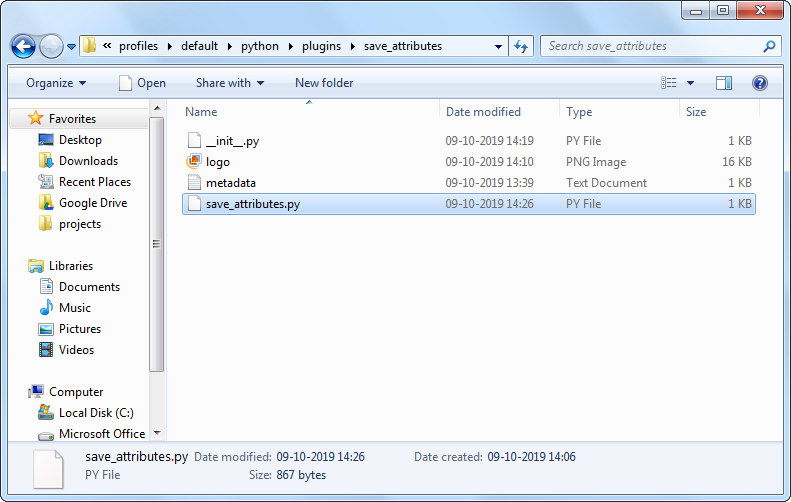 « profiles default python plugins save_attributes Search save_attributes
Organize Open Share with New folder
Name Date modified Type Size
Favorites
Desktop
Downloads
Recent Places
Google Drive
projects
Libraries
Documents
Music
Pictures
Videos
Computer
Local Disk (C:)
Microsoft Office
__init__.py 09-10-2019 14:19 PY File 1 KB
logo 09-10-2019 14:10 PNG Image 16 KB
metadata 09-10-2019 13:39 Text Document 1 KB
save_attributes.py 09-10-2019 14:26 PY File 1 KB
save_attributes.py Date modified: 09-10-2019 14:26 Date created: 09-10-2019 14:06
PY File Size: 867 bytes